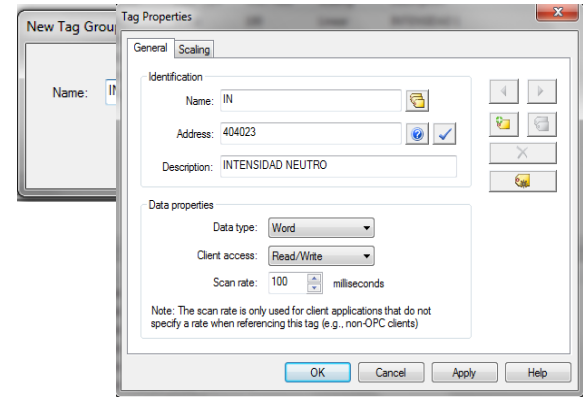 New Tag Grou
Name:
Tag Properties
General Scaling
Identification
Name: IN
Address: 404023
Description: INTENSIDAD NEUTRO
Data properties
Data type: Word
Client access: Read/Write
Scan rate: 100 milliseconds
Note: The scan rate is only used for client applications that do not
specify a rate when referencing this tag (e.g., non-OPC clients)
OK Cancel Apply Help